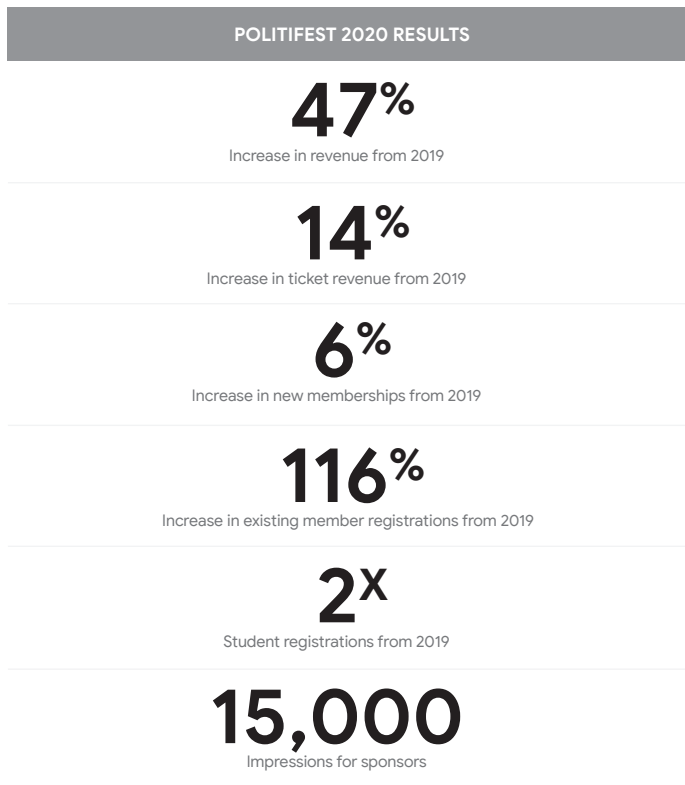 POLITIFEST 2020 RESULTS
47%
Increase in revenue from 2019
14%
Increase in ticket revenue from 2019
6%
Increase in new memberships from 2019
116%
Increase in existing member registrations from 2019
2X
Student registrations from 2019
15,000
Impressions for sponsors